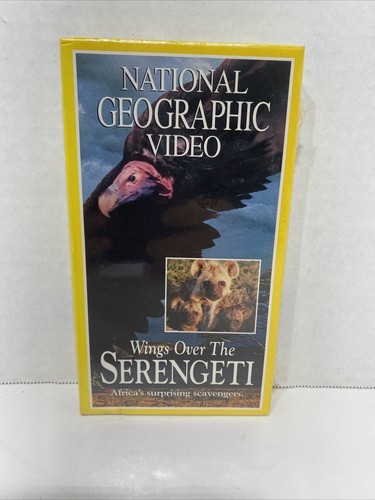 NATIONAL
GEOGRAPHIC
VIDEO
Wings Over The
SERENGETI
Africa's surprising scavengers.